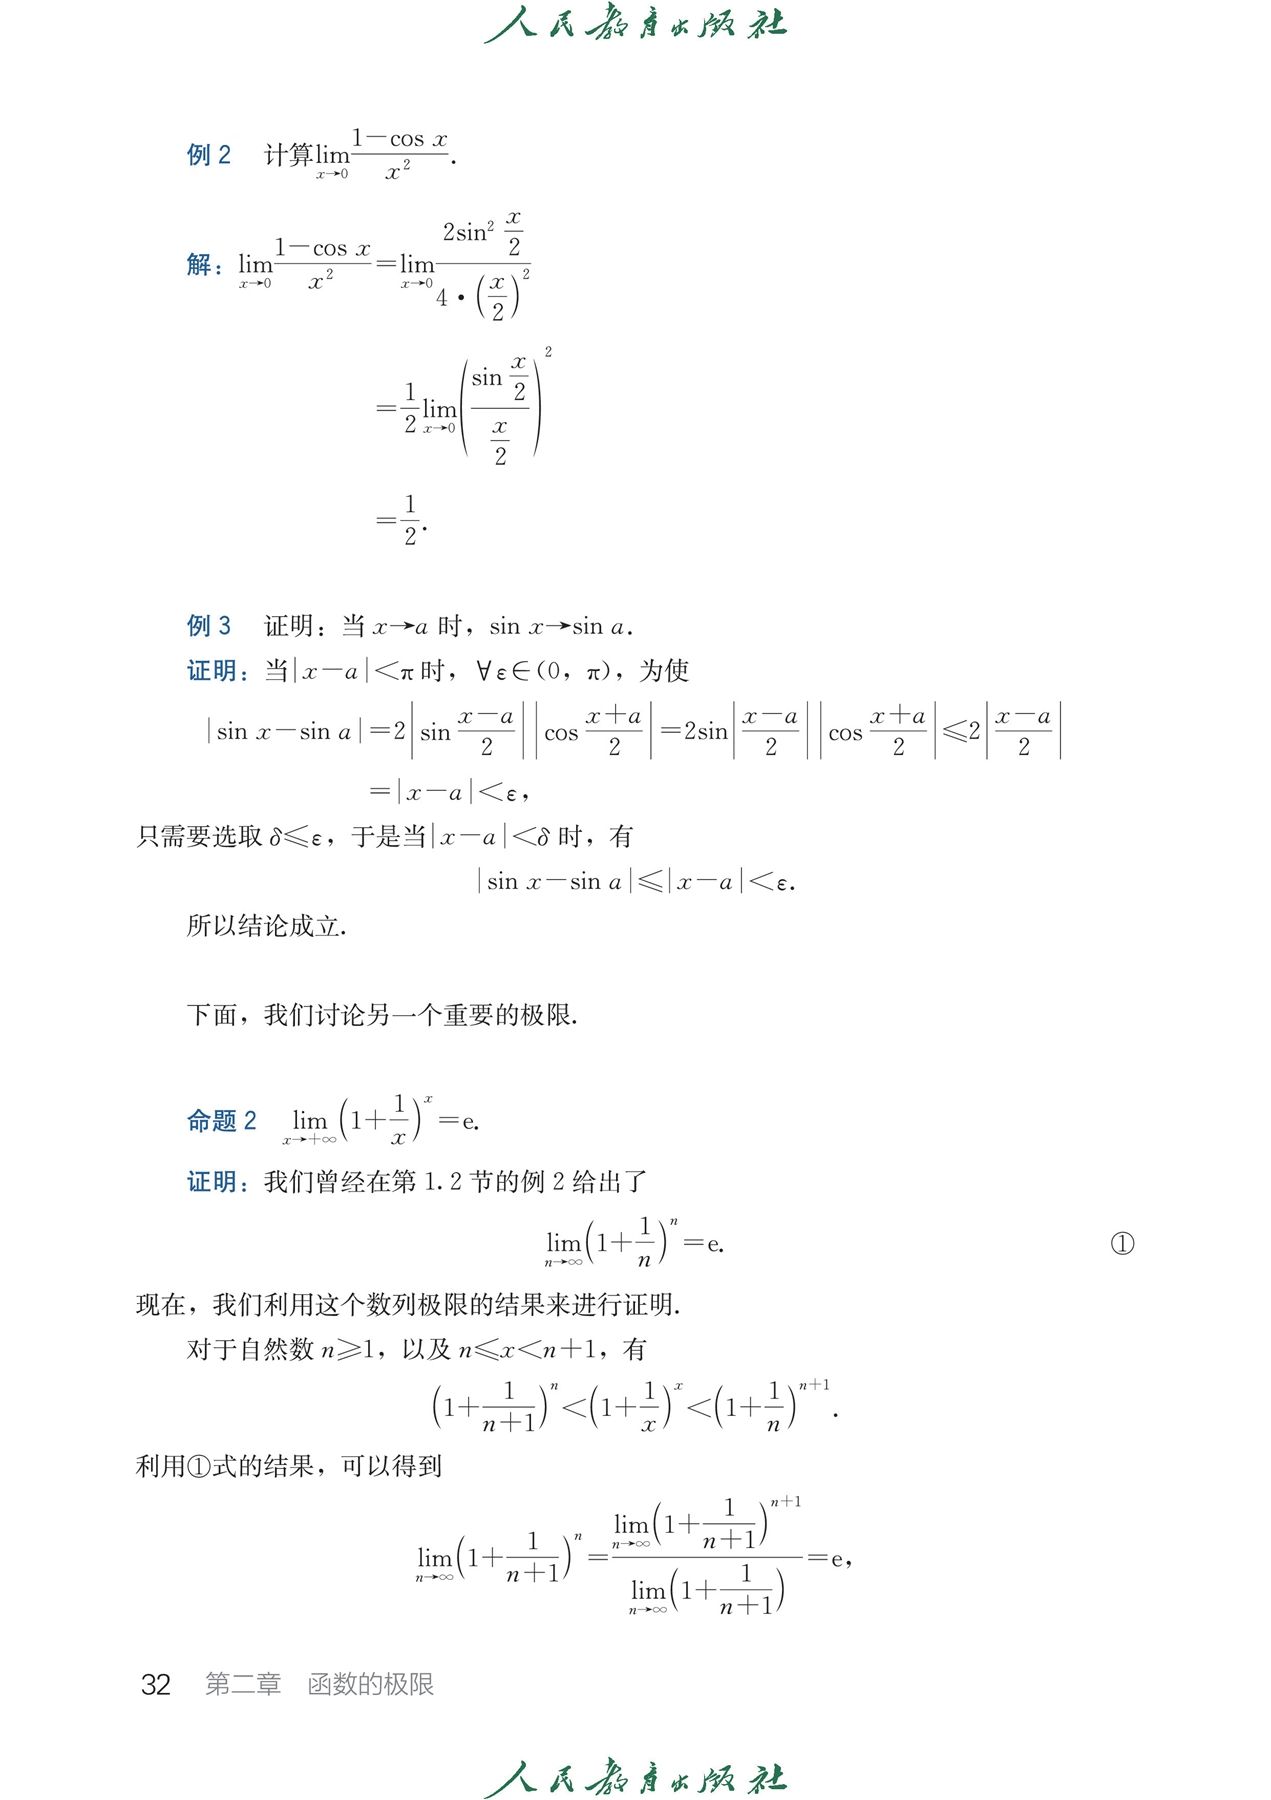 人民教育出版社
例2 计算$\lim\limits_{x\to 0}\frac{1-\cos x}{x^2}$.
解：$\lim\limits_{x\to 0}\frac{1-\cos x}{x^2}=\lim\limits_{x\to 0}\frac{2\sin^2\frac{x}{2}}{4\cdot\left(\frac{x}{2}\right)^2}$
$=\frac{1}{2}\lim\limits_{x\to 0}\left(\frac{\sin\frac{x}{2}}{\frac{x}{2}}\right)^2$
$=\frac{1}{2}$.
例3 证明：当 $x\to a$ 时，$\sin x\to\sin a$.
证明：当$|x-a|<\pi$ 时，$\forall\varepsilon\in(0,\pi)$，为使
$|\sin x-\sin a|=2\left|\sin\frac{x-a}{2}\right|\left|\cos\frac{x+a}{2}\right|=2\sin\left|\frac{x-a}{2}\right|\left|\cos\frac{x+a}{2}\right|\leqslant 2\left|\frac{x-a}{2}\right|$
$=|x-a|<\varepsilon$，
只需要选取 $\delta\leqslant\varepsilon$，于是当$|x-a|<\delta$ 时，有
$|\sin x-\sin a|\leqslant|x-a|<\varepsilon$.
所以结论成立.
下面，我们讨论另一个重要的极限.
命题2 $\lim\limits_{x\to+\infty}\left(1+\frac{1}{x}\right)^x=\mathrm{e}$.
证明：我们曾经在第 1.2 节的例 2 给出了
$\lim\limits_{n\to\infty}\left(1+\frac{1}{n}\right)^n=\mathrm{e}$. ①
现在，我们利用这个数列极限的结果来进行证明.
对于自然数 $n\geqslant 1$，以及 $n\leqslant x<n+1$，有
$\left(1+\frac{1}{n+1}\right)^n<\left(1+\frac{1}{x}\right)^x<\left(1+\frac{1}{n}\right)^{n+1}$.
利用①式的结果，可以得到
$\lim\limits_{n\to\infty}\left(1+\frac{1}{n+1}\right)^n=\frac{\lim\limits_{n\to\infty}\left(1+\frac{1}{n+1}\right)^{n+1}}{\lim\limits_{n\to\infty}\left(1+\frac{1}{n+1}\right)}=\mathrm{e}$，
32 第二章 函数的极限
人民教育出版社